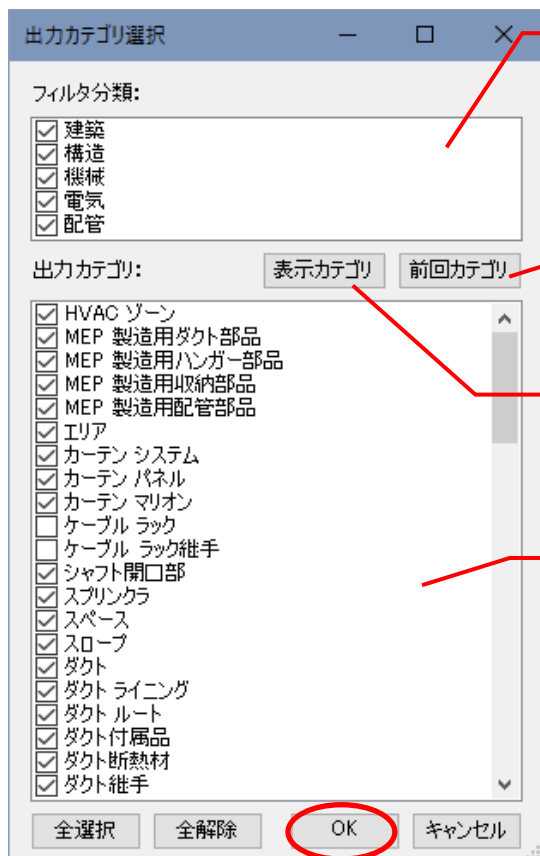 出力カテゴリ選択
フィルタ分類:
建築
構造
機械
電気
配管
出力カテゴリ: 表示カテゴリ 前回カテゴリ
HVAC ゾーン
MEP 製造用ダクト部品
MEP 製造用ハンガー部品
MEP 製造用収納部品
MEP 製造用配管部品
エリア
カーテン システム
カーテン パネル
カーテン マリオン
ケーブル ラック
ケーブル ラック継手
シャフト開口部
スプリンクラ
スペース
スロープ
ダクト
ダクト ライニング
ダクト ルート
ダクト付属品
ダクト断熱材
ダクト継手
全選択 全解除 OK キャンセル